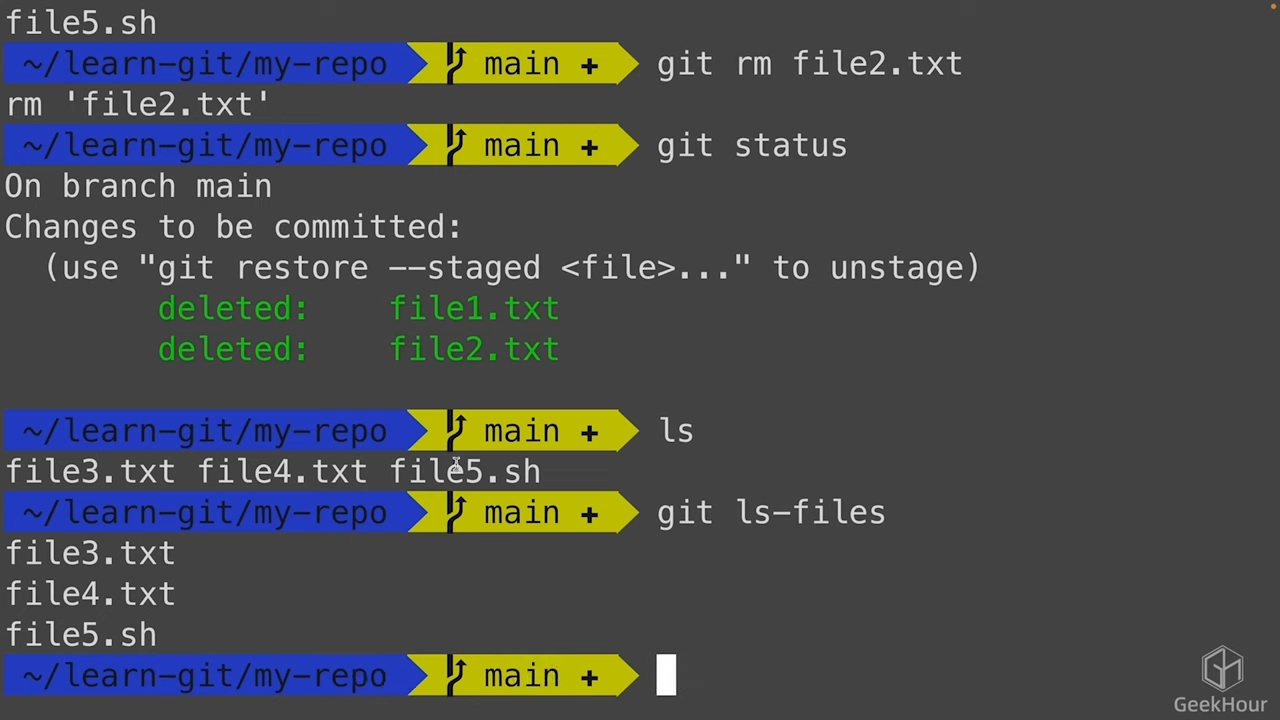 file5.sh
~/learn-git/my-repo main + git rm file2.txt
rm 'file2.txt'
~/learn-git/my-repo main + git status
On branch main
Changes to be committed:
  (use "git restore --staged <file>..." to unstage)
        deleted:    file1.txt
        deleted:    file2.txt
~/learn-git/my-repo main + ls
file3.txt file4.txt file5.sh
~/learn-git/my-repo main + git ls-files
file3.txt
file4.txt
file5.sh
~/learn-git/my-repo main +
GeekHour